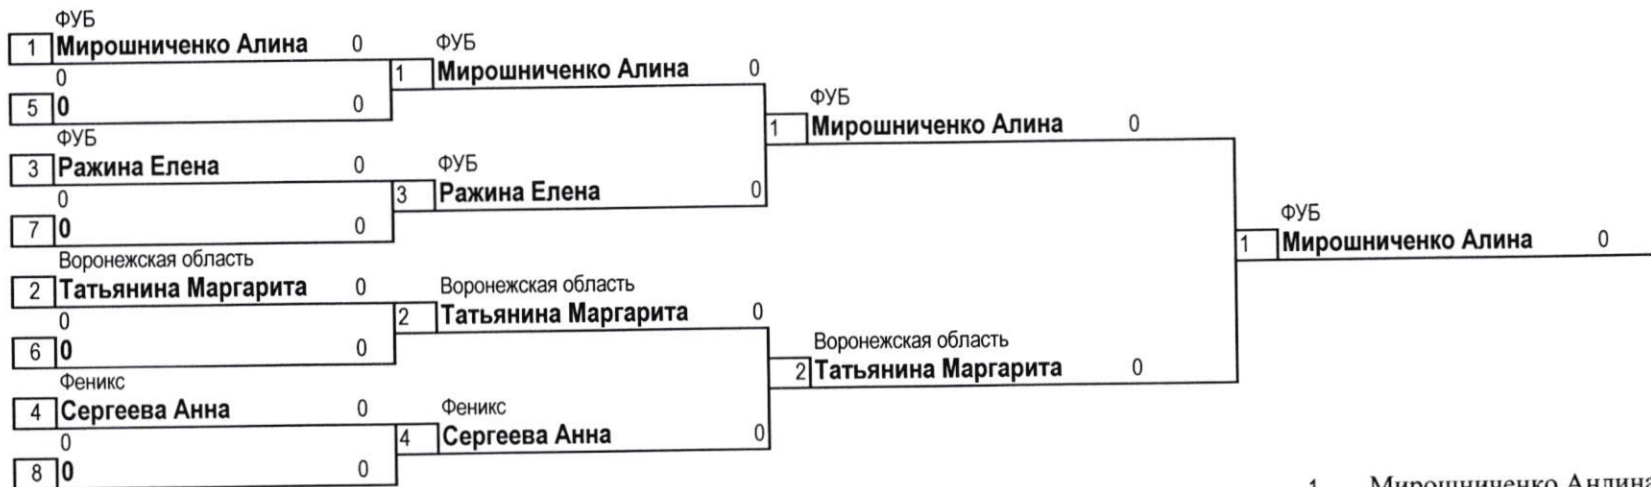 ФУБ
1 Мирошниченко Алина 0
0
5 0 0
ФУБ
3 Ражина Елена 0
0
7 0 0
Воронежская область
2 Татьянина Маргарита 0
0
6 0 0
Феникс
4 Сергеева Анна 0
0
8 0 0
ФУБ
1 Мирошниченко Алина 0
ФУБ
3 Ражина Елена 0
Воронежская область
2 Татьянина Маргарита 0
Феникс
4 Сергеева Анна 0
ФУБ
1 Мирошниченко Алина 0
Воронежская область
2 Татьянина Маргарита 0
ФУБ
1 Мирошниченко Алина 0
1 Мирошниченко Андина